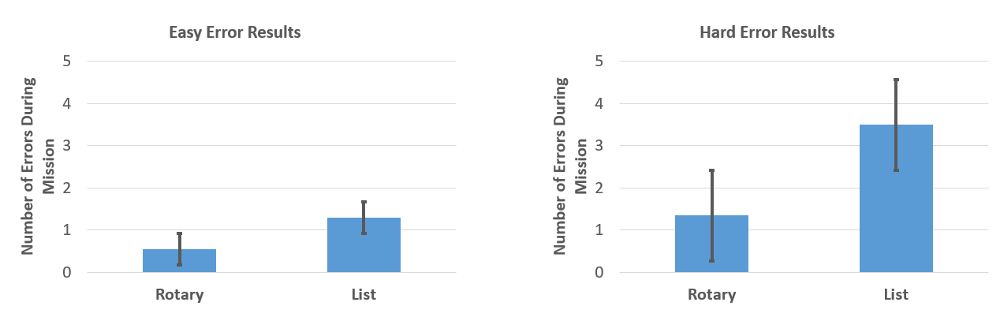 Easy Error Results
Number of Errors During
Mission
5
4
3
2
1
0
Rotary List
Hard Error Results
Number of Errors During
Mission
5
4
3
2
1
0
Rotary List